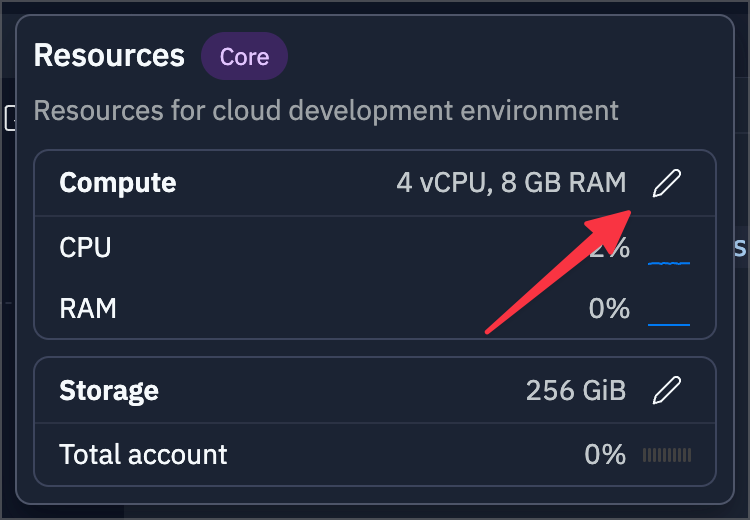 Resources Core
Resources for cloud development environment
Compute 4 vCPU, 8 GB RAM
CPU 2%
RAM 0%
Storage 256 GiB
Total account 0%